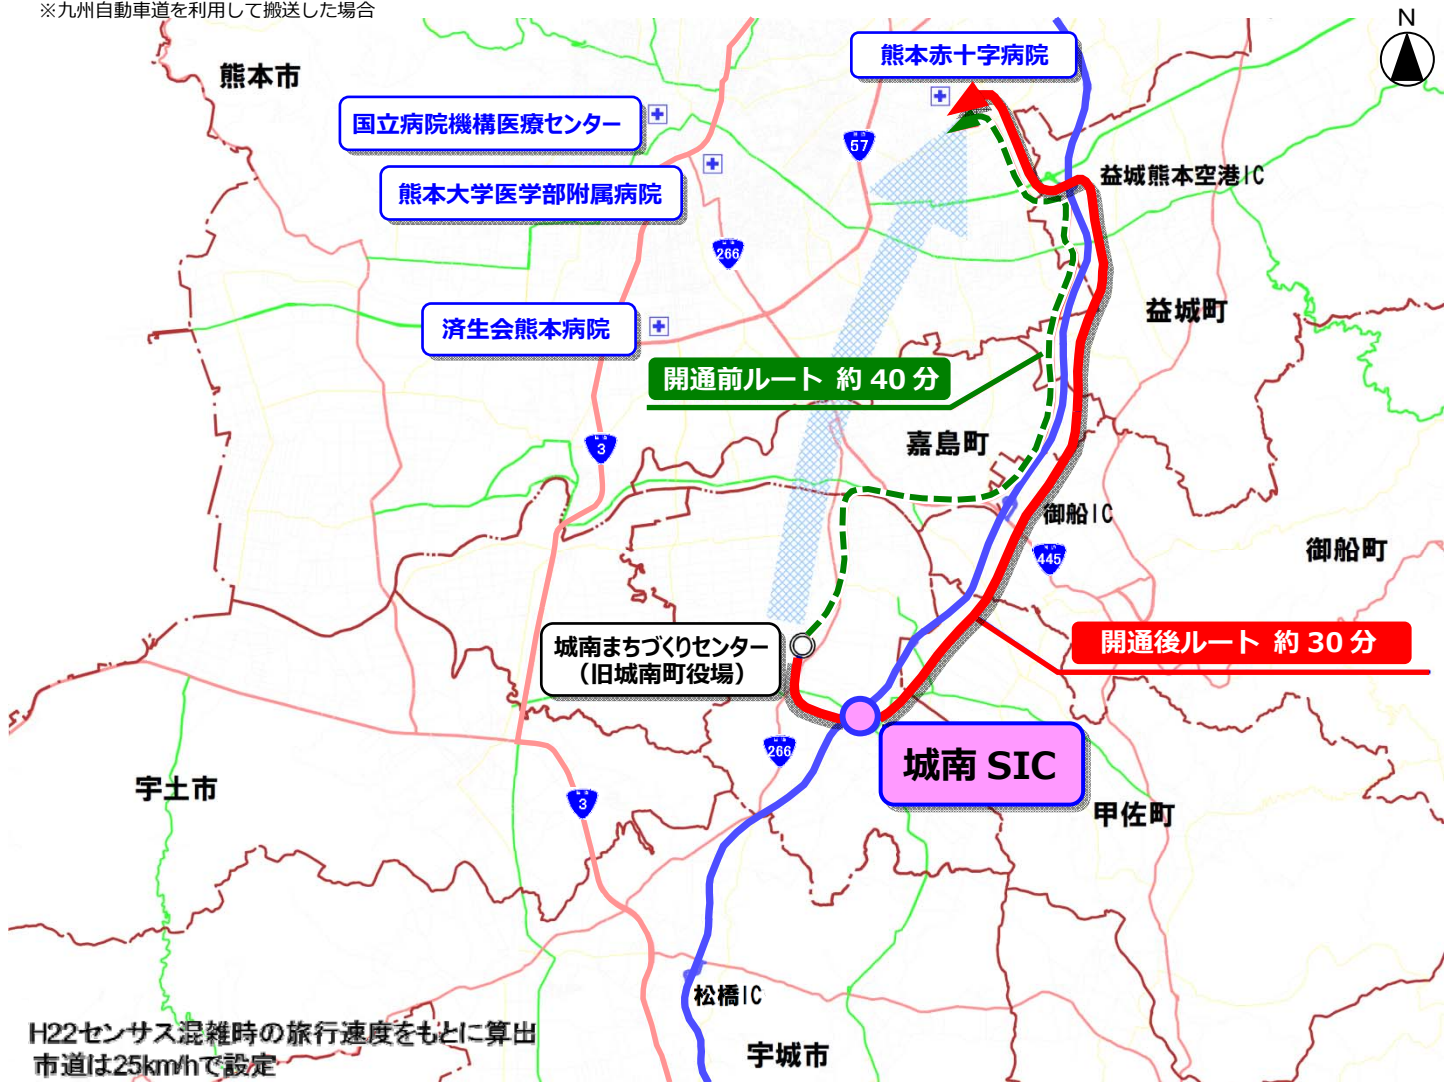 ※九州自動車道を利用して搬送した場合
N
熊本市
熊本赤十字病院
国立病院機構医療センター
57
益城熊本空港IC
熊本大学医学部附属病院
266
益城町
済生会熊本病院
開通前ルート 約 40 分
嘉島町
3
御船IC
445
御船町
城南まちづくりセンター
（旧城南町役場）
開通後ルート 約 30 分
266
城南 SIC
宇土市
3
甲佐町
松橋IC
H22センサス混雑時の旅行速度をもとに算出
市道は25km/hで設定
宇城市